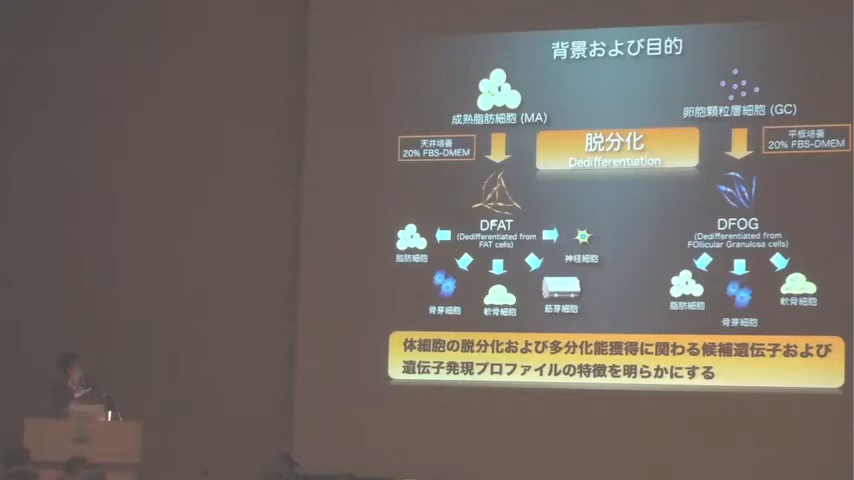 背景および目的
成熟脂肪細胞 (MA)
卵胞顆粒層細胞 (GC)
天井培養
20% FBS-DMEM
脱分化
Dedifferentiation
平板培養
20% FBS-DMEM
DFAT
(Dedifferentiated from
FAT cells)
DFOG
(Dedifferentiated from
FOllicular Granulosa cells)
脂肪細胞
神経細胞
骨芽細胞
軟骨細胞
筋芽細胞
脂肪細胞
骨芽細胞
軟骨細胞
体細胞の脱分化および多分化能獲得に関わる候補遺伝子および
遺伝子発現プロファイルの特徴を明らかにする